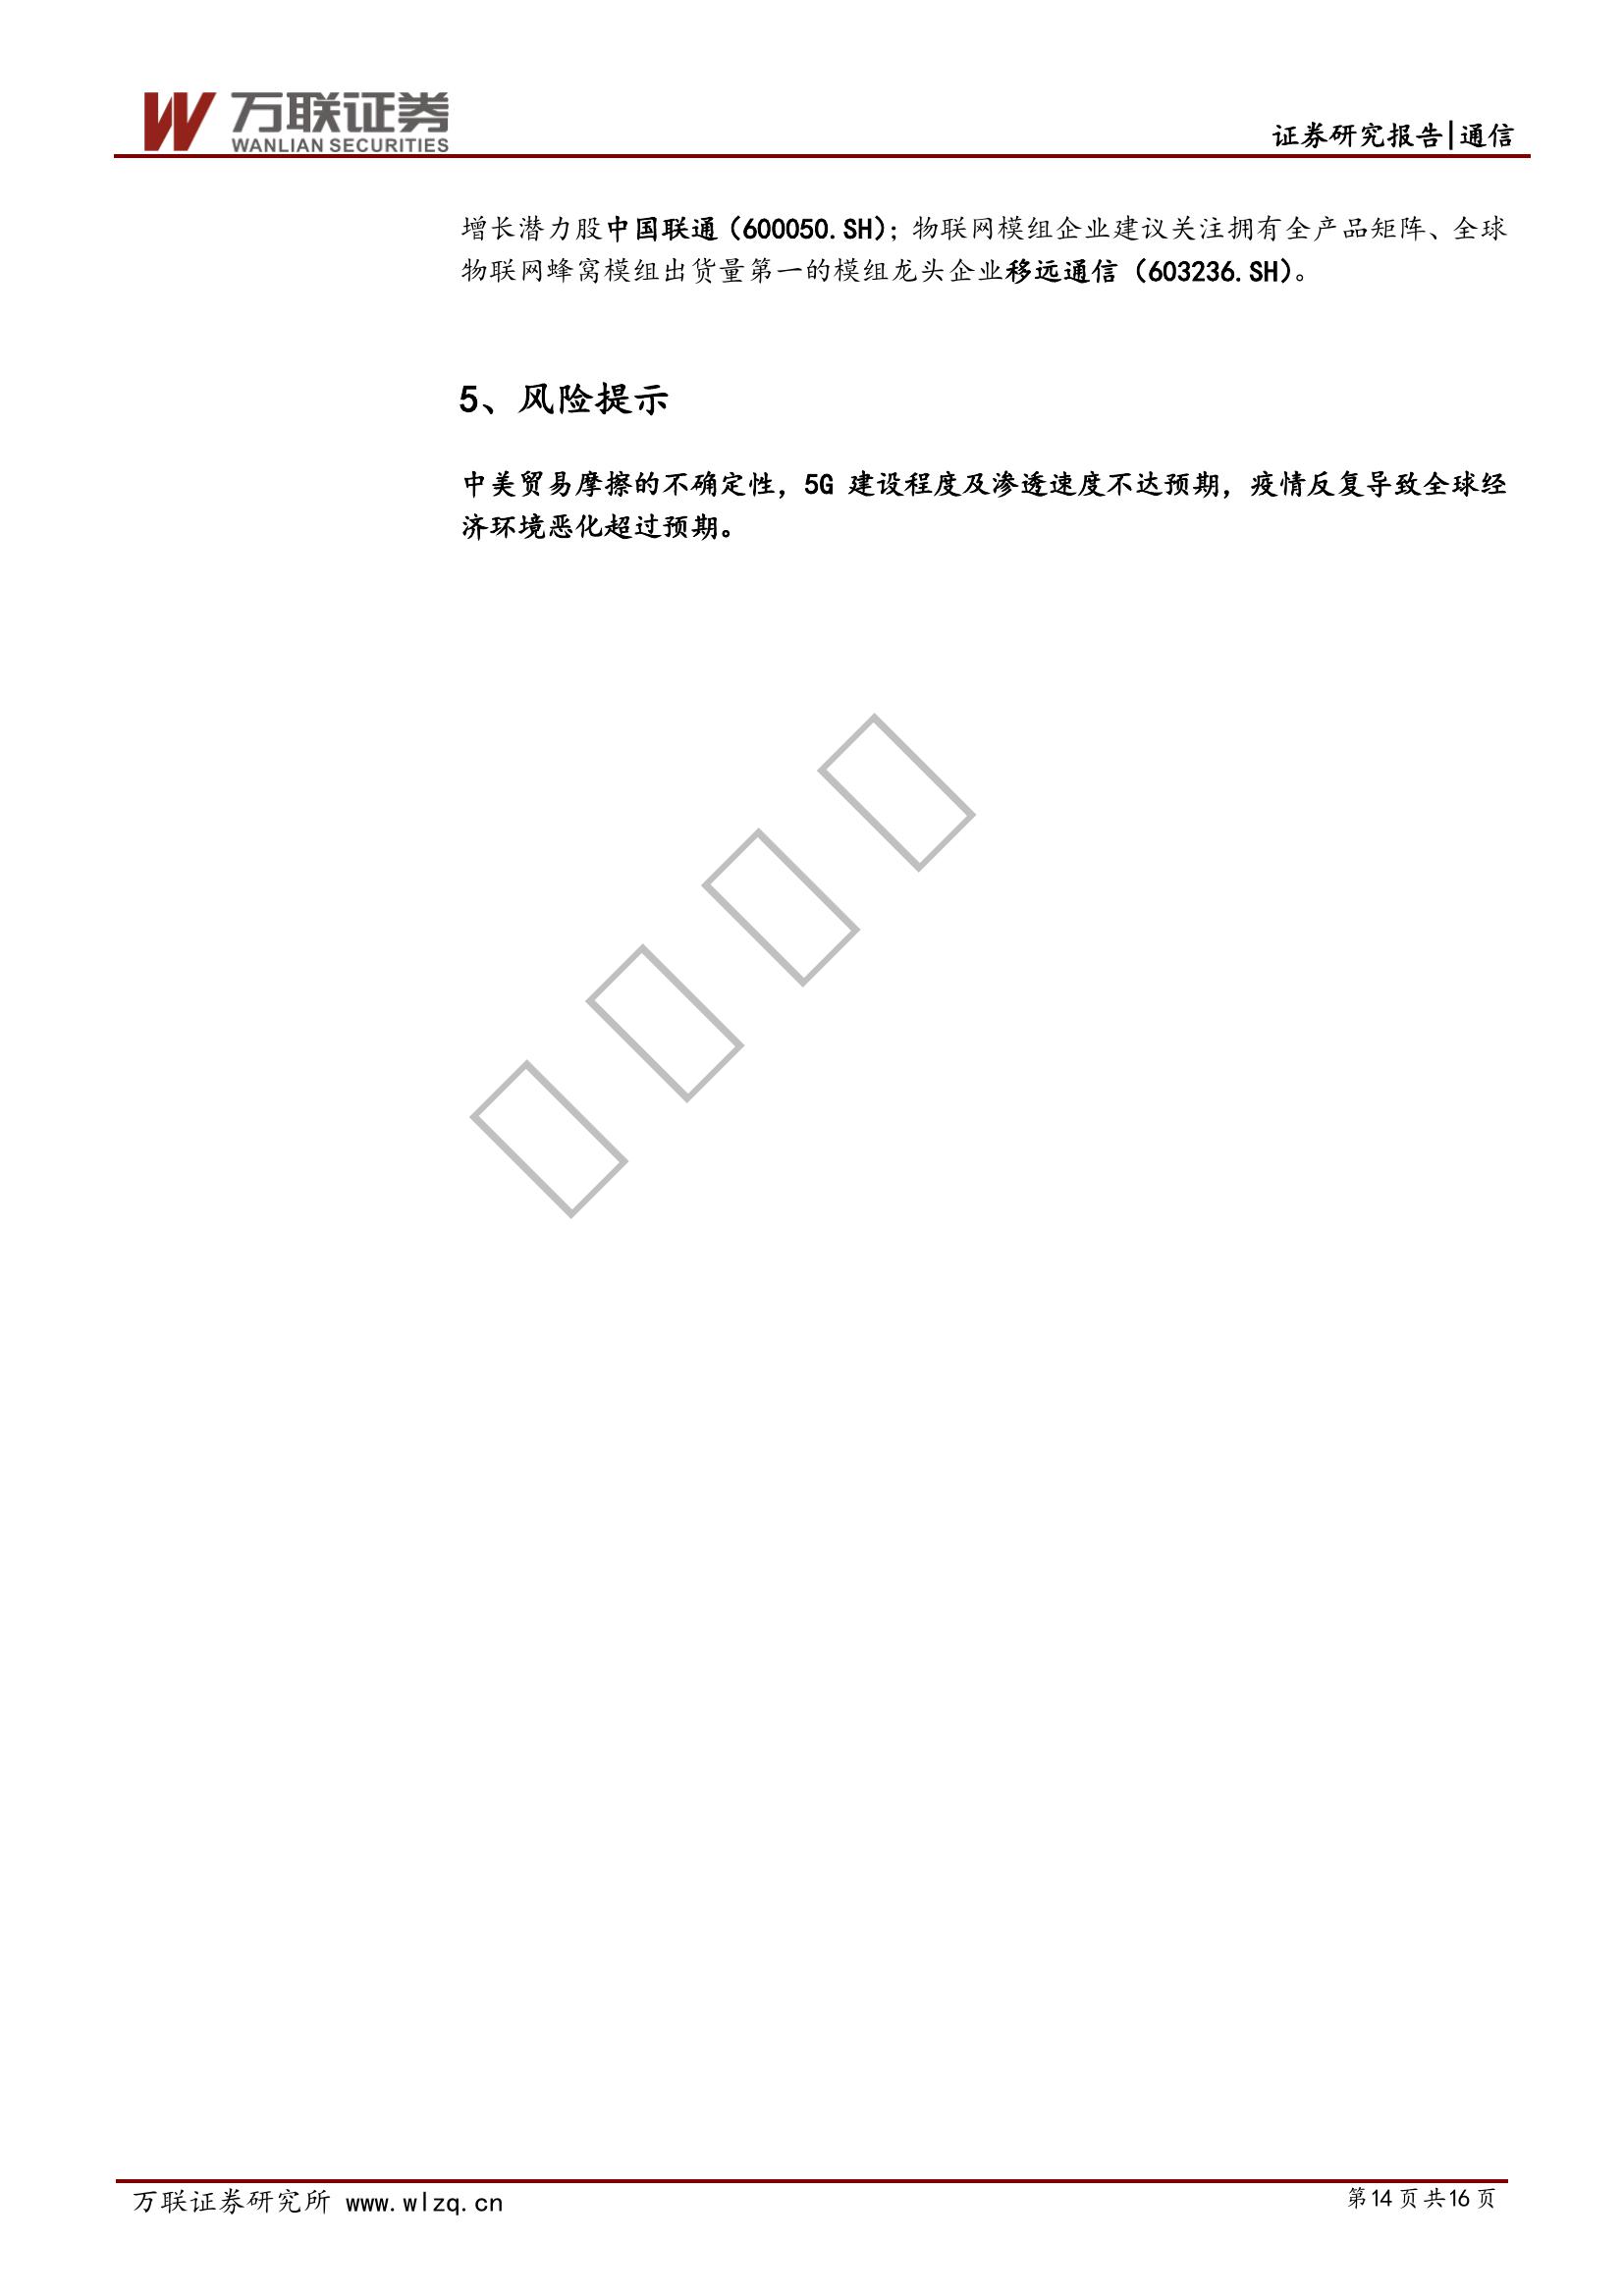 万联证券
WANLIAN SECURITIES
证券研究报告|通信
增长潜力股中国联通（600050.SH）；物联网模组企业建议关注拥有全产品矩阵、全球
物联网蜂窝模组出货量第一的模组龙头企业移远通信（603236.SH）。
5、风险提示
中美贸易摩擦的不确定性，5G 建设程度及渗透速度不达预期，疫情反复导致全球经
济环境恶化超过预期。
万联证券研究所 www.wlzq.cn
第14页共16页